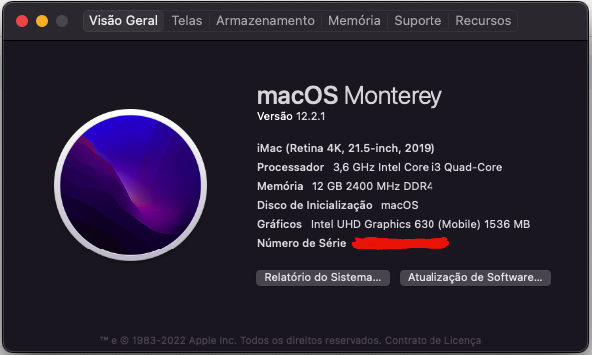 Visão Geral Telas Armazenamento Memória Suporte Recursos
macOS Monterey
Versão 12.2.1
iMac (Retina 4K, 21.5-inch, 2019)
Processador 3,6 GHz Intel Core i3 Quad-Core
Memória 12 GB 2400 MHz DDR4
Disco de Inicialização macOS
Gráficos Intel UHD Graphics 630 (Mobile) 1536 MB
Número de Série
Relatório do Sistema... Atualização de Software...
™ e © 1983-2022 Apple Inc. Todos os direitos reservados. Contrato de Licença